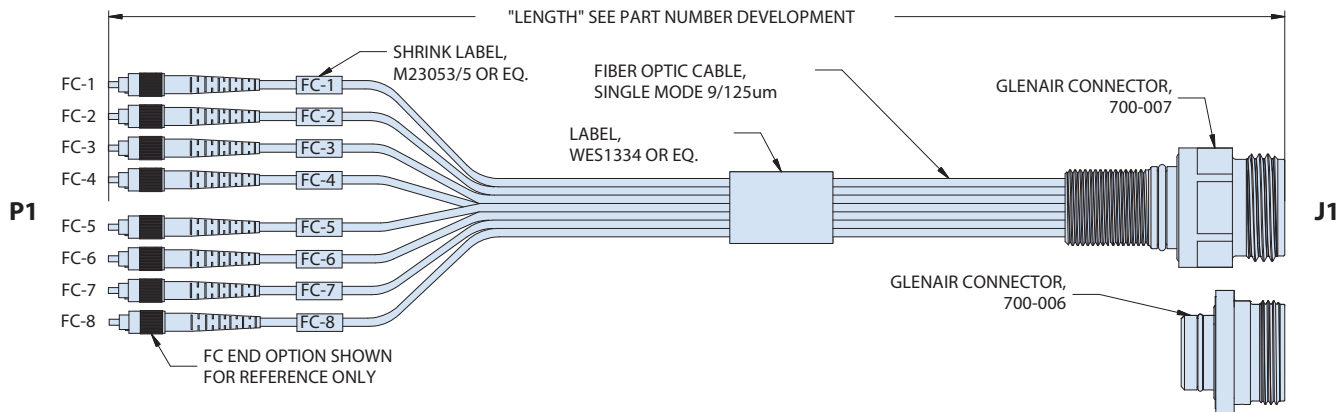 "LENGTH" SEE PART NUMBER DEVELOPMENT
SHRINK LABEL,
M23053/5 OR EQ.
FIBER OPTIC CABLE,
SINGLE MODE 9/125um
GLENAIR CONNECTOR,
700-007
LABEL,
WES1334 OR EQ.
FC-1
FC-1
FC-2
FC-2
FC-3
FC-3
FC-4
FC-4
P1
J1
FC-5
FC-5
FC-6
FC-6
FC-7
FC-7
FC-8
FC-8
GLENAIR CONNECTOR,
700-006
FC END OPTION SHOWN
FOR REFERENCE ONLY